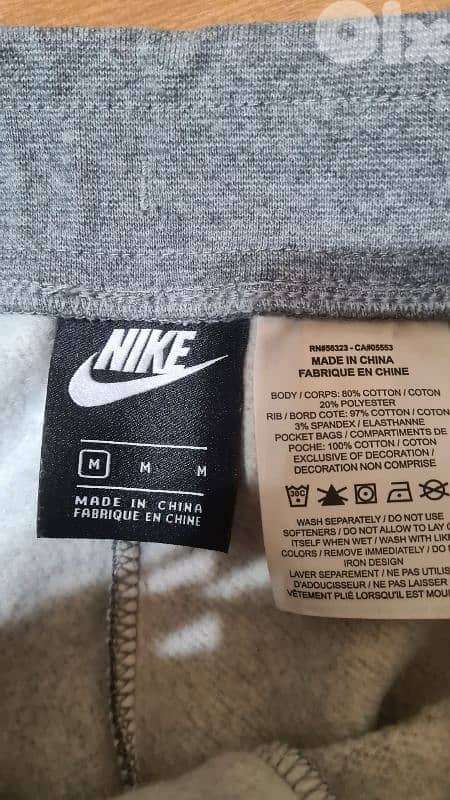 olx
NIKE
M M M
MADE IN CHINA
FABRIQUE EN CHINE
RN#56323 - CA#05553
MADE IN CHINA
FABRIQUE EN CHINE
BODY / CORPS: 80% COTTON / COTON
20% POLYESTER
RIB / BORD COTE: 97% COTTON / COTON
3% SPANDEX / ELASTHANNE
POCKET BAGS / COMPARTIMENTS DE
POCHE: 100% COTTON / COTON
EXCLUSIVE OF DECORATION /
DECORATION NON COMPRISE
30C
WASH SEPARATELY / DO NOT USE
SOFTENERS / DO NOT ALLOW TO LAY
ITSELF WHEN WET / WASH WITH LIKE
COLORS / REMOVE IMMEDIATELY / DO
IRON DESIGN
LAVER SEPAREMENT / NE PAS UTILIS
D'ADOUCISSEUR / NE PAS LAISSER
VÊTEMENT PLIÉ LORSQU'IL EST